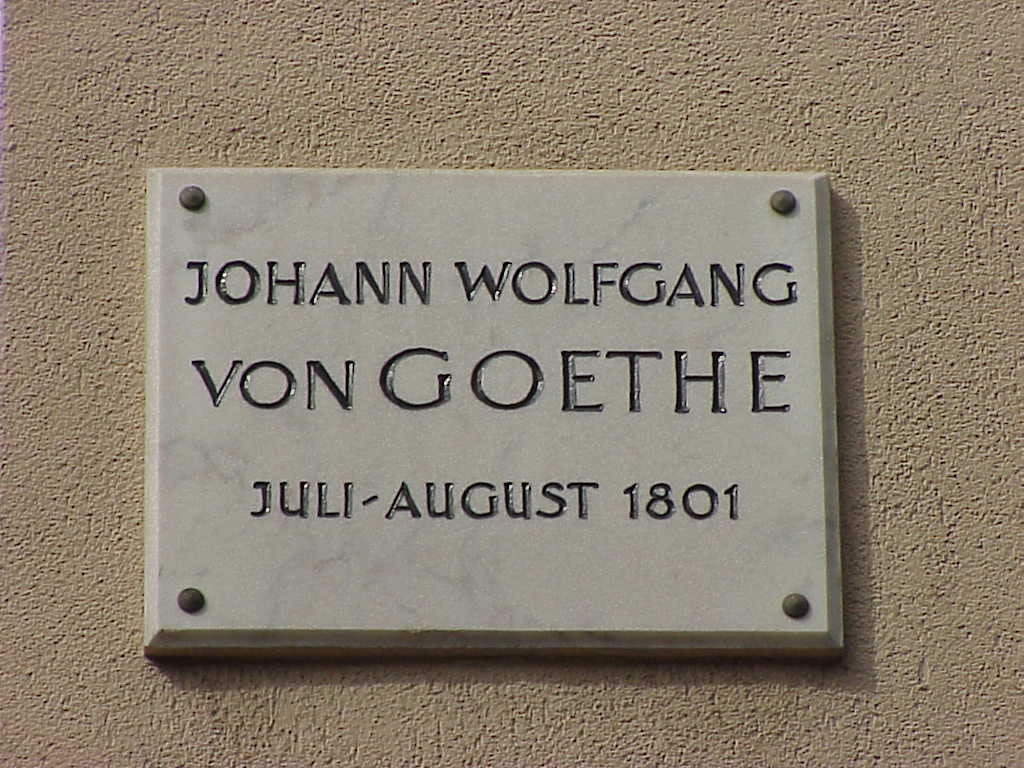 JOHANN WOLFGANG
VON GOETHE
JULI-AUGUST 1801